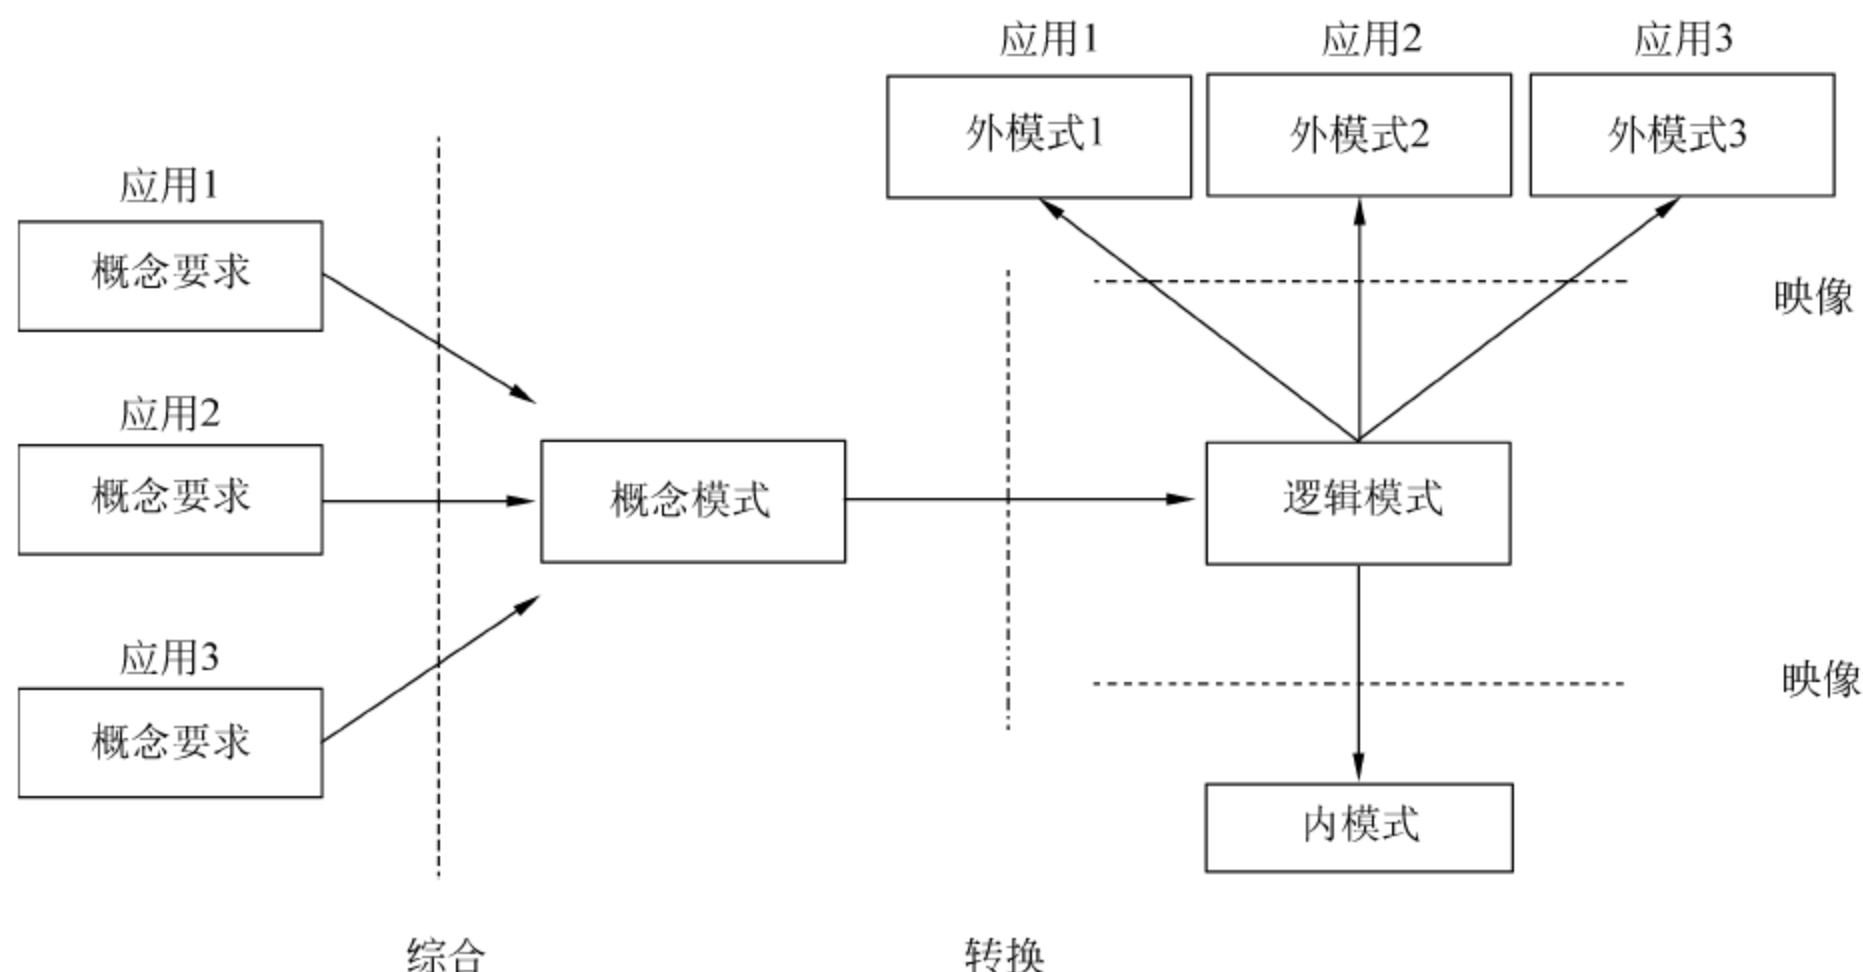 应用1
应用2
应用3
外模式1
外模式2
外模式3
映像
应用1
概念要求
应用2
概念要求
概念模式
逻辑模式
应用3
概念要求
映像
内模式
综合
转换